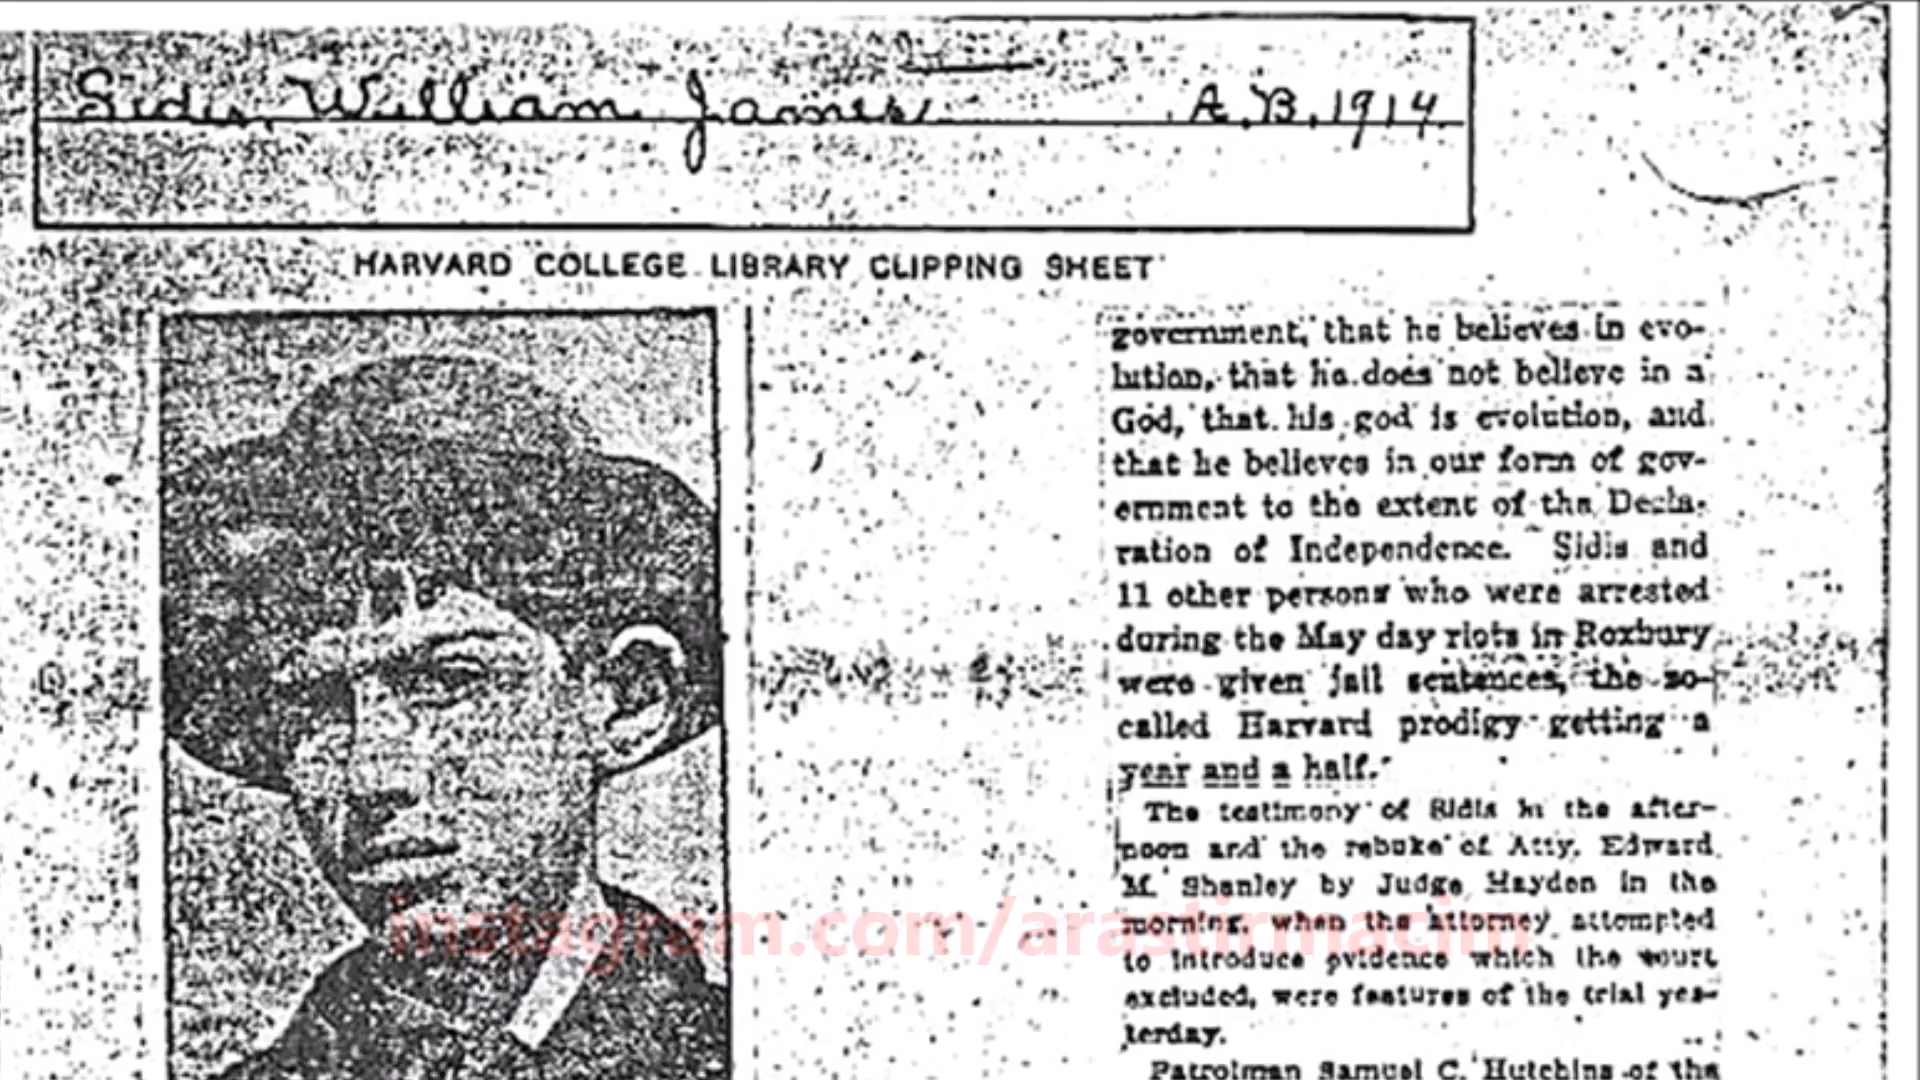 Sidis, William James A.B. 1914.
HARVARD COLLEGE LIBRARY CLIPPING SHEET
government, that he believes in evo-
lution, that he does not believe in a
God, that his god is evolution, and
that he believes in our form of gov-
ernment to the extent of the Decla-
ration of Independence. Sidis and
11 other persons who were arrested
during the May day riots in Roxbury
were given jail sentences, the so-
called Harvard prodigy getting a
year and a half.
The testimony of Sidis in the after-
noon and the rebuke of Atty. Edward
M. Shanley by Judge Hayden in the
morning, when the attorney attempted
to introduce evidence which the court
excluded, were features of the trial yes-
terday.
Patrolman Samuel C. Hutchins of the
instagram.com/arastirmacim